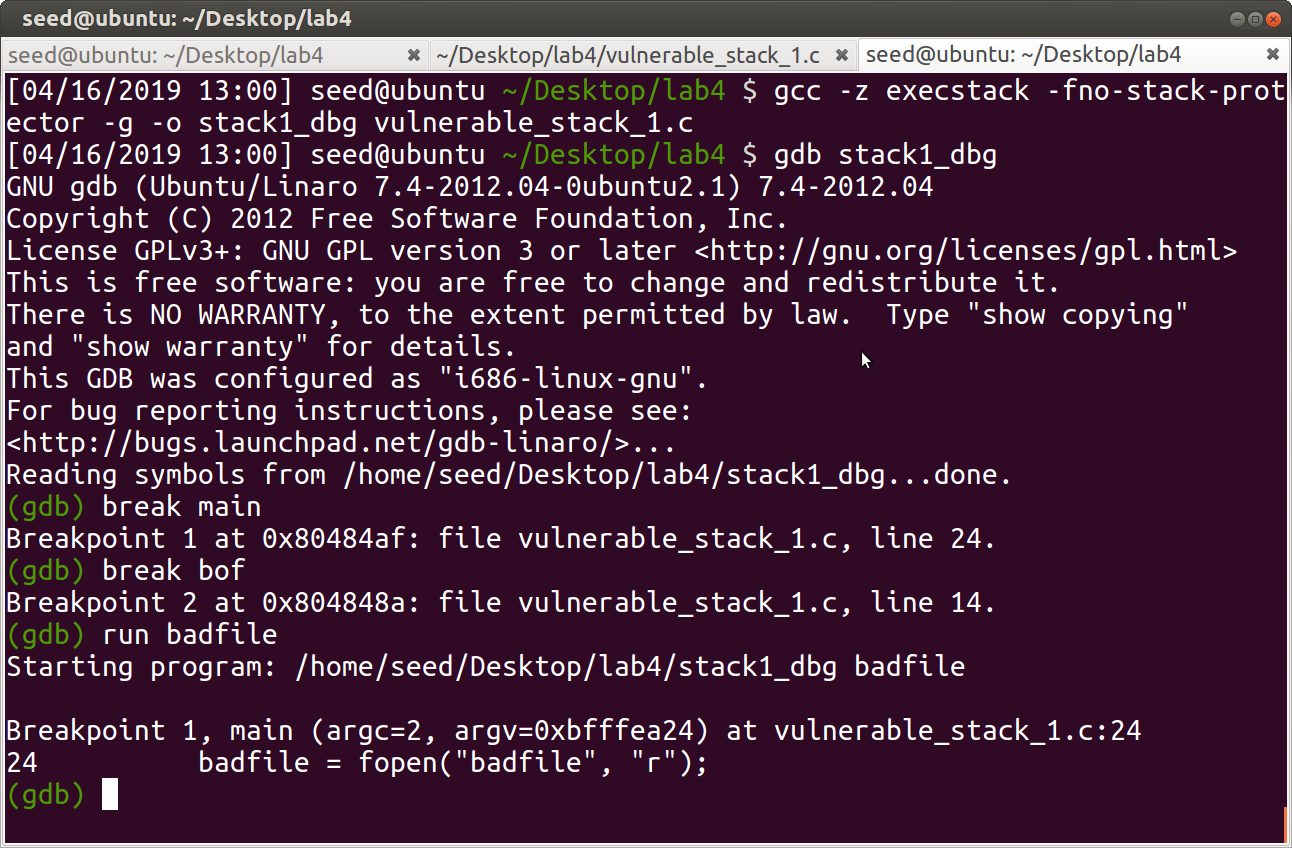 seed@ubuntu: ~/Desktop/lab4
seed@ubuntu: ~/Desktop/lab4 ~/Desktop/lab4/vulnerable_stack_1.c seed@ubuntu: ~/Desktop/lab4
[04/16/2019 13:00] seed@ubuntu ~/Desktop/lab4 $ gcc -z execstack -fno-stack-prot
ector -g -o stack1_dbg vulnerable_stack_1.c
[04/16/2019 13:00] seed@ubuntu ~/Desktop/lab4 $ gdb stack1_dbg
GNU gdb (Ubuntu/Linaro 7.4-2012.04-0ubuntu2.1) 7.4-2012.04
Copyright (C) 2012 Free Software Foundation, Inc.
License GPLv3+: GNU GPL version 3 or later <http://gnu.org/licenses/gpl.html>
This is free software: you are free to change and redistribute it.
There is NO WARRANTY, to the extent permitted by law.  Type "show copying"
and "show warranty" for details.
This GDB was configured as "i686-linux-gnu".
For bug reporting instructions, please see:
<http://bugs.launchpad.net/gdb-linaro/>...
Reading symbols from /home/seed/Desktop/lab4/stack1_dbg...done.
(gdb) break main
Breakpoint 1 at 0x80484af: file vulnerable_stack_1.c, line 24.
(gdb) break bof
Breakpoint 2 at 0x804848a: file vulnerable_stack_1.c, line 14.
(gdb) run badfile
Starting program: /home/seed/Desktop/lab4/stack1_dbg badfile
Breakpoint 1, main (argc=2, argv=0xbfffea24) at vulnerable_stack_1.c:24
24          badfile = fopen("badfile", "r");
(gdb)